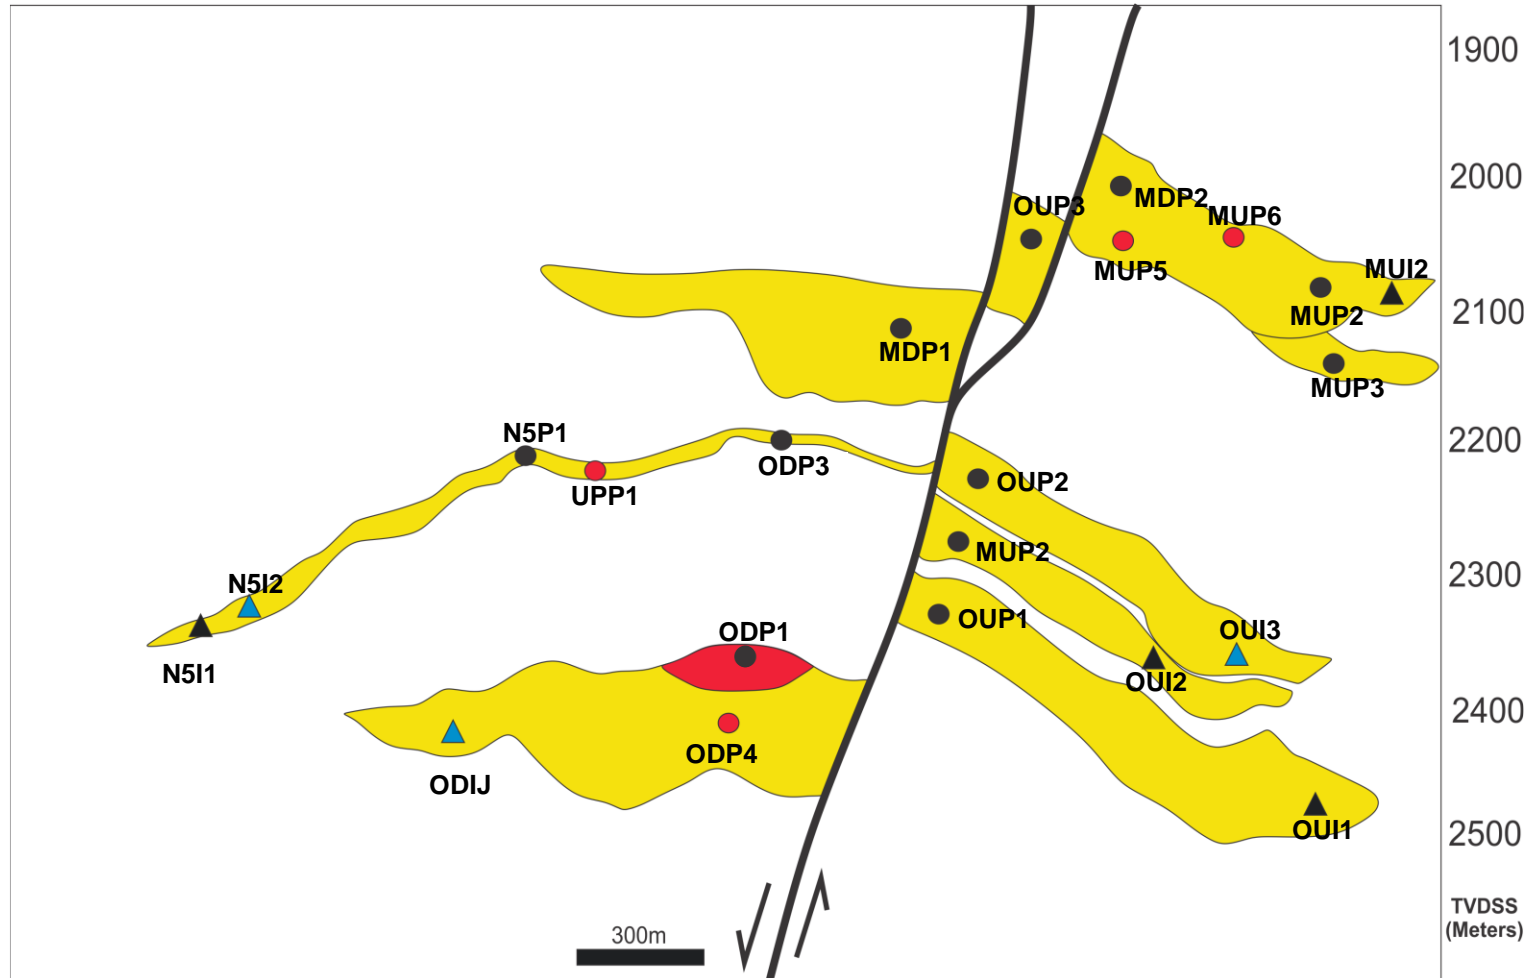 1900
2000
OUP3
MDP2
MUP6
MUP5
MUI2
2100
MUP2
MDP1
MUP3
N5P1
2200
ODP3
UPP1
OUP2
MUP2
2300
N5I2
OUP1
ODP1
OUI3
N5I1
OUI2
2400
ODP4
ODIJ
OUI1
2500
TVDSS
(Meters)
300m